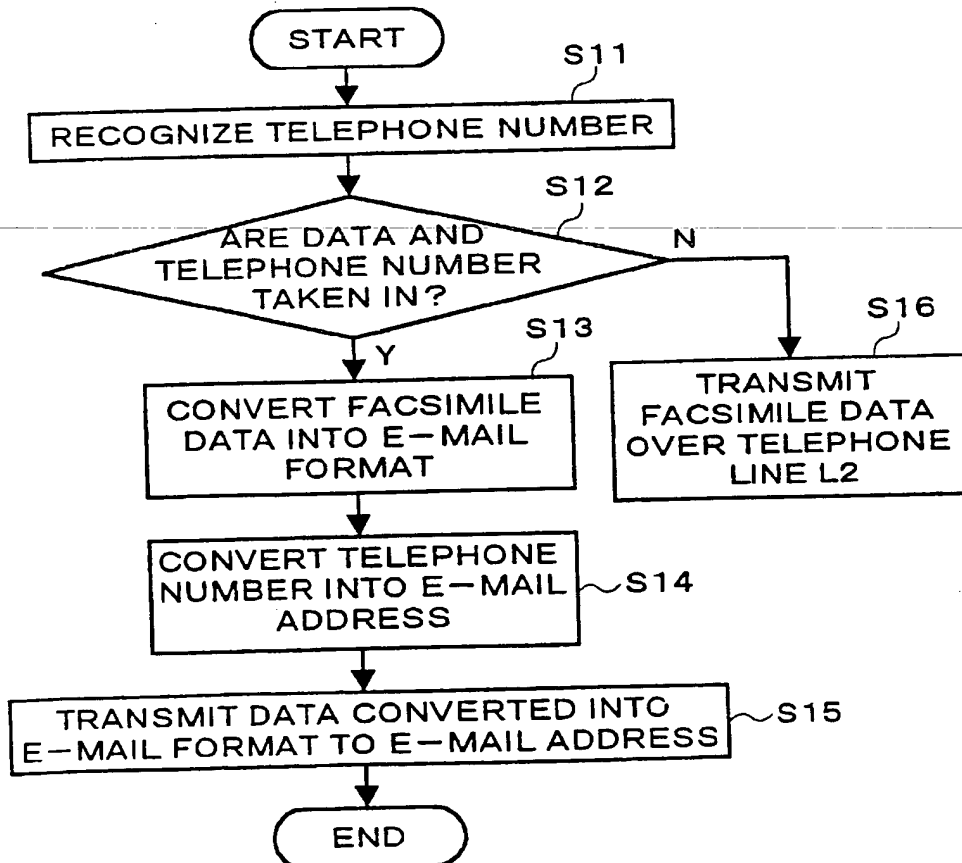 START
S11
RECOGNIZE TELEPHONE NUMBER
S12
ARE DATA AND
TELEPHONE NUMBER
TAKEN IN?
N
Y
S13
CONVERT FACSIMILE
DATA INTO E-MAIL
FORMAT
S16
TRANSMIT
FACSIMILE DATA
OVER TELEPHONE
LINE L2
CONVERT TELEPHONE
NUMBER INTO E-MAIL
ADDRESS
S14
TRANSMIT DATA CONVERTED INTO
E-MAIL FORMAT TO E-MAIL ADDRESS
S15
END